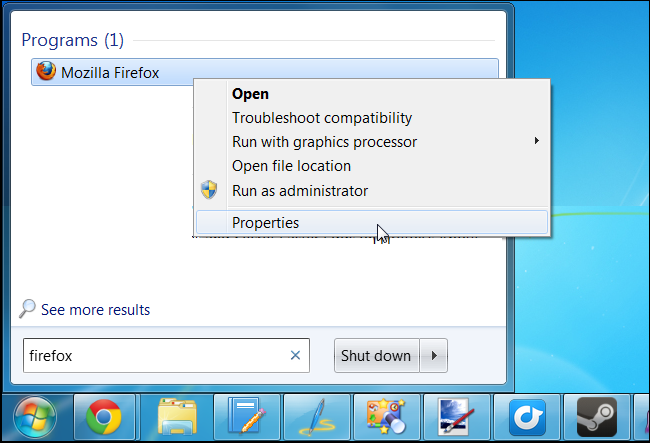 Programs (1)
Mozilla Firefox
Open
Troubleshoot compatibility
Run with graphics processor
Open file location
Run as administrator
Properties
See more results
firefox
Shut down